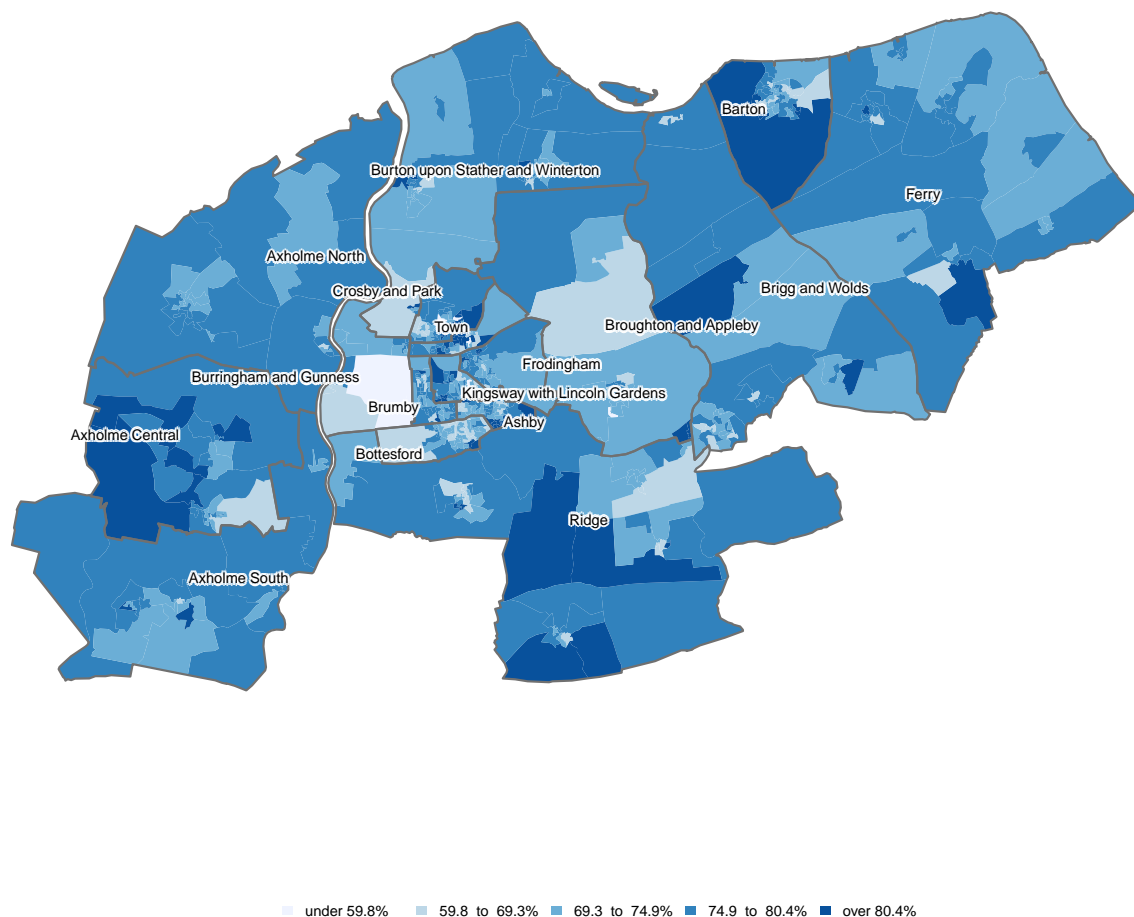 Barton
Burton upon Stather and Winterton
Ferry
Axholme North
Crosby and Park
Brigg and Wolds
Town
Broughton and Appleby
Frodingham
Burringham and Gunness
Kingsway with Lincoln Gardens
Brumby
Ashby
Axholme Central
Bottesford
Ridge
Axholme South
under 59.8% 59.8 to 69.3% 69.3 to 74.9% 74.9 to 80.4% over 80.4%